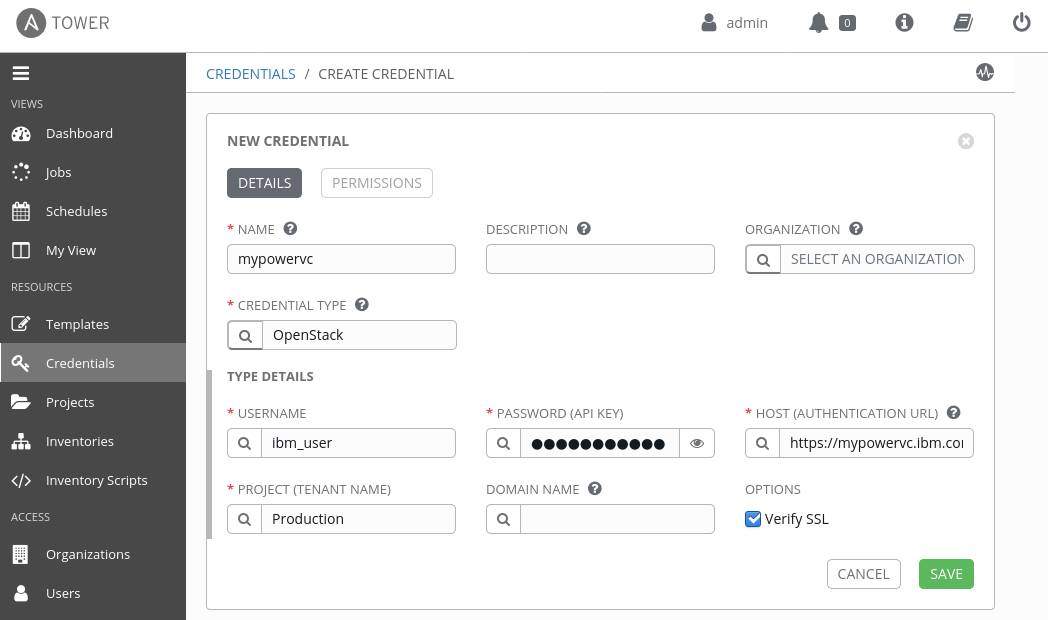 A TOWER
admin
0
CREDENTIALS / CREATE CREDENTIAL
VIEWS
Dashboard
Jobs
Schedules
My View
RESOURCES
Templates
Credentials
Projects
Inventories
Inventory Scripts
ACCESS
Organizations
Users
NEW CREDENTIAL
DETAILS
PERMISSIONS
* NAME ?
mypowervc
DESCRIPTION ?
ORGANIZATION ?
SELECT AN ORGANIZATION
* CREDENTIAL TYPE ?
OpenStack
TYPE DETAILS
* USERNAME
ibm_user
* PASSWORD (API KEY)
●●●●●●●●●●●
* HOST (AUTHENTICATION URL) ?
https://mypowervc.ibm.co
* PROJECT (TENANT NAME)
Production
DOMAIN NAME ?
OPTIONS
Verify SSL
CANCEL
SAVE